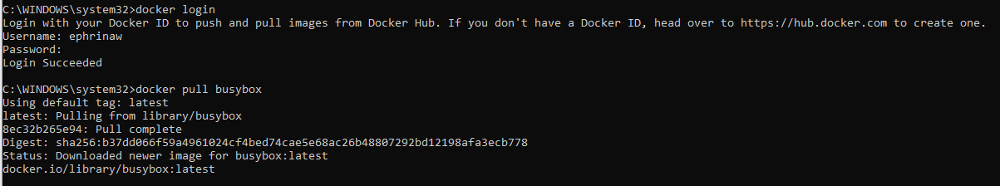 C:\WINDOWS\system32>docker login
Login with your Docker ID to push and pull images from Docker Hub. If you don't have a Docker ID, head over to https://hub.docker.com to create one.
Username: ephrinaw
Password:
Login Succeeded
C:\WINDOWS\system32>docker pull busybox
Using default tag: latest
latest: Pulling from library/busybox
8ec32b265e94: Pull complete
Digest: sha256:b37dd066f59a4961024cf4bed74cae5e68ac26b48807292bd12198afa3ecb778
Status: Downloaded newer image for busybox:latest
docker.io/library/busybox:latest